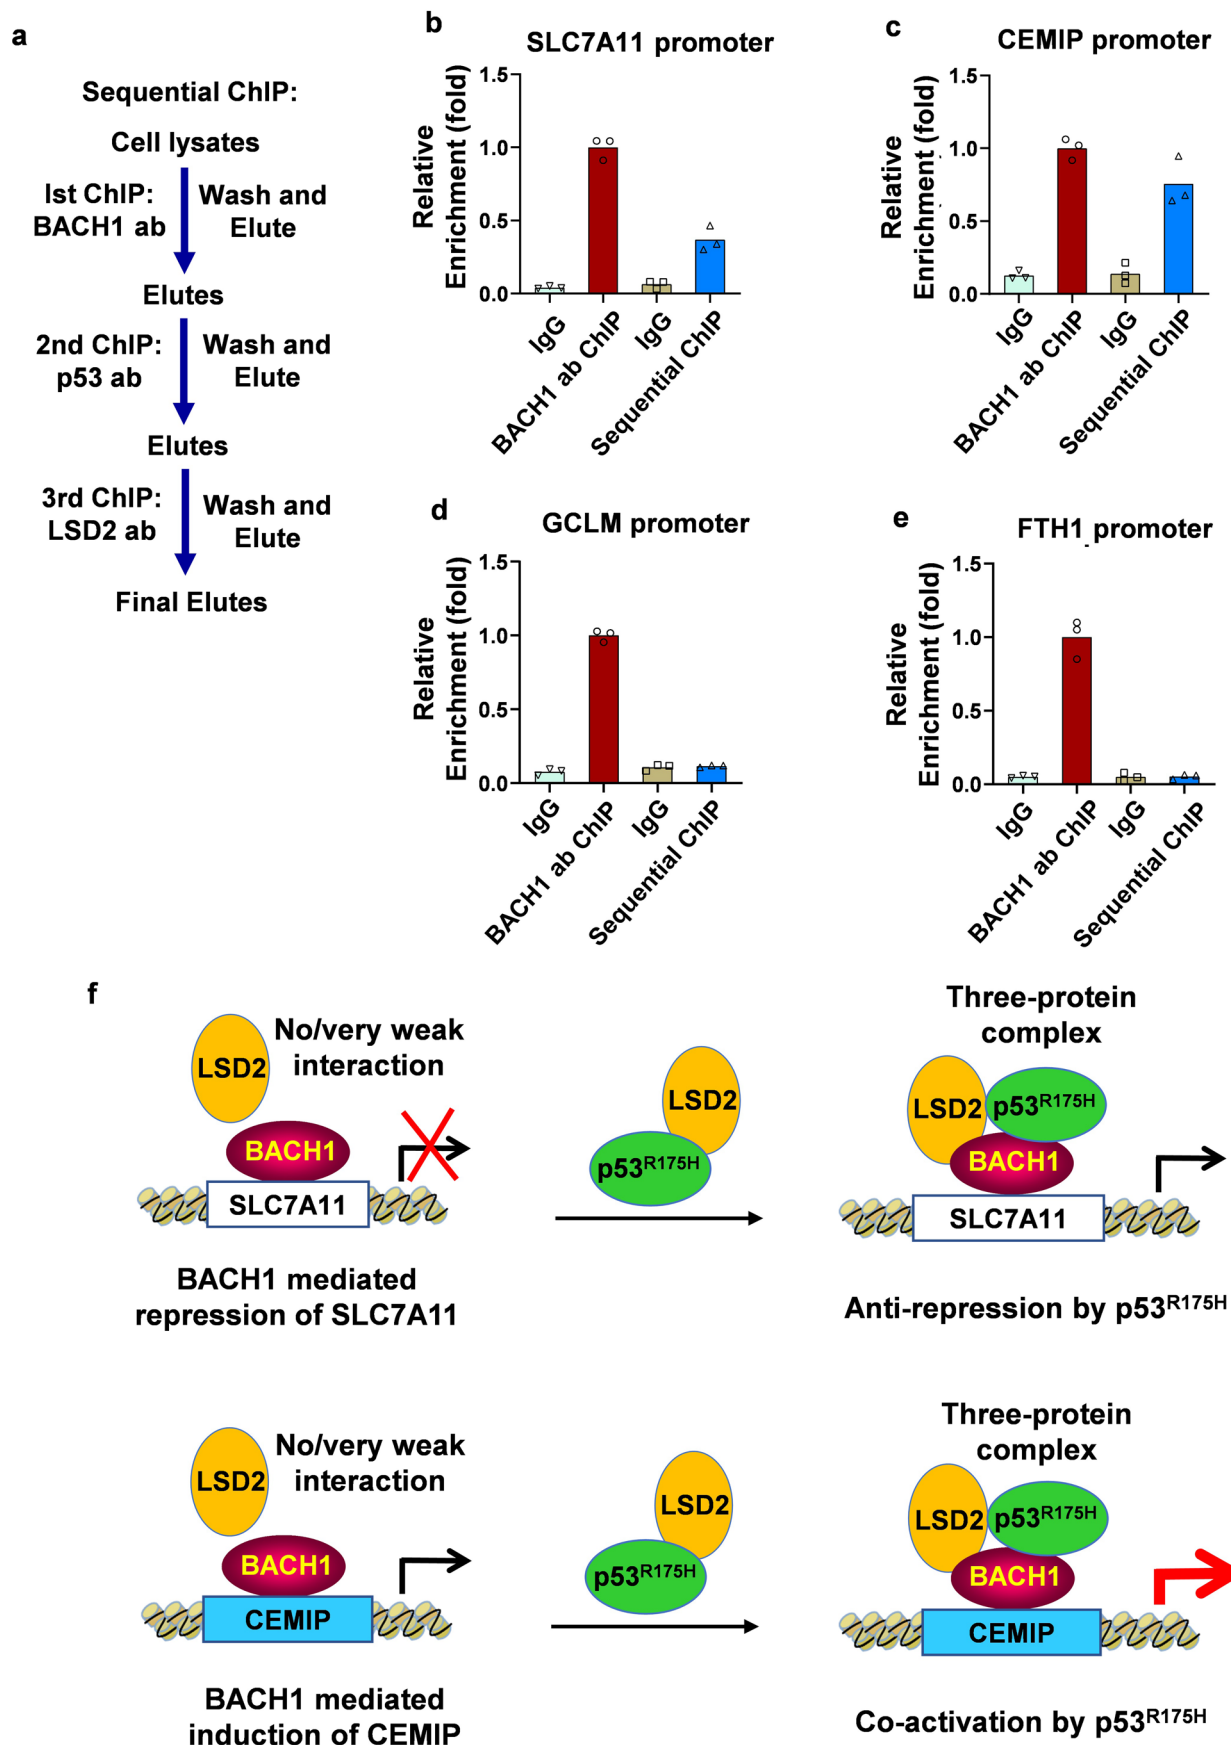 a
Sequential ChIP:
Cell lysates
Ist ChIP:
BACH1 ab
Wash and
Elute
Elutes
2nd ChIP:
p53 ab
Wash and
Elute
Elutes
3rd ChIP:
LSD2 ab
Wash and
Elute
Final Elutes
b
SLC7A11 promoter
Relative
Enrichment (fold)
1.5
1.0
0.5
0.0
IgG
BACH1 ab ChIP
IgG
Sequential ChIP
c
CEMIP promoter
Relative
Enrichment (fold)
1.5
1.0
0.5
0.0
IgG
BACH1 ab ChIP
IgG
Sequential ChIP
d
GCLM promoter
Relative
Enrichment (fold)
1.5
1.0
0.5
0.0
IgG
BACH1 ab ChIP
IgG
Sequential ChIP
e
FTH1 promoter
Relative
Enrichment (fold)
1.5
1.0
0.5
0.0
IgG
BACH1 ab ChIP
IgG
Sequential ChIP
f
LSD2
No/very weak
interaction
BACH1
SLC7A11
BACH1 mediated
repression of SLC7A11
LSD2
p53R175H
Three-protein
complex
LSD2
p53R175H
BACH1
SLC7A11
Anti-repression by p53R175H
LSD2
No/very weak
interaction
BACH1
CEMIP
BACH1 mediated
induction of CEMIP
LSD2
p53R175H
Three-protein
complex
LSD2
p53R175H
BACH1
CEMIP
Co-activation by p53R175H